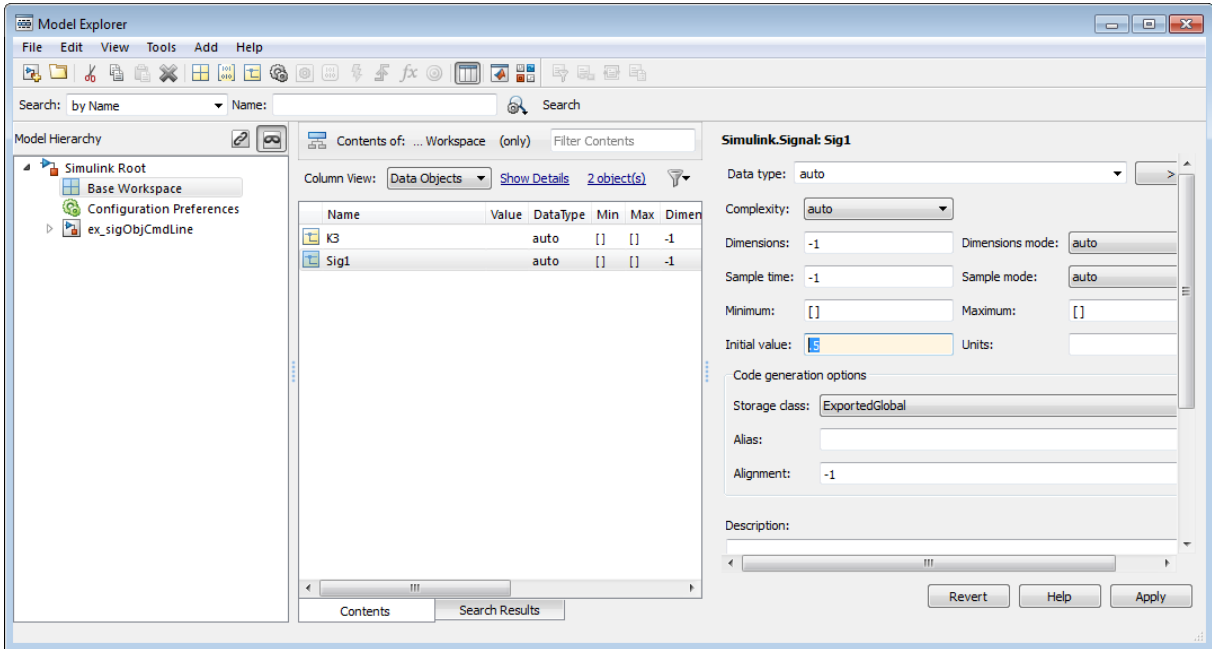 Model Explorer
File Edit View Tools Add Help
Search: by Name Name: Search
Model Hierarchy
Simulink Root
Base Workspace
Configuration Preferences
ex_sigObjCmdLine
Contents of: ... Workspace (only) Filter Contents
Column View: Data Objects Show Details 2 object(s)
Name Value DataType Min Max Dimen
K3 auto [] [] -1
Sig1 auto [] [] -1
Contents Search Results
Simulink.Signal: Sig1
Data type: auto >
Complexity: auto
Dimensions: -1 Dimensions mode: auto
Sample time: -1 Sample mode: auto
Minimum: [] Maximum: []
Initial value: .5 Units:
Code generation options
Storage class: ExportedGlobal
Alias:
Alignment: -1
Description:
Revert Help Apply